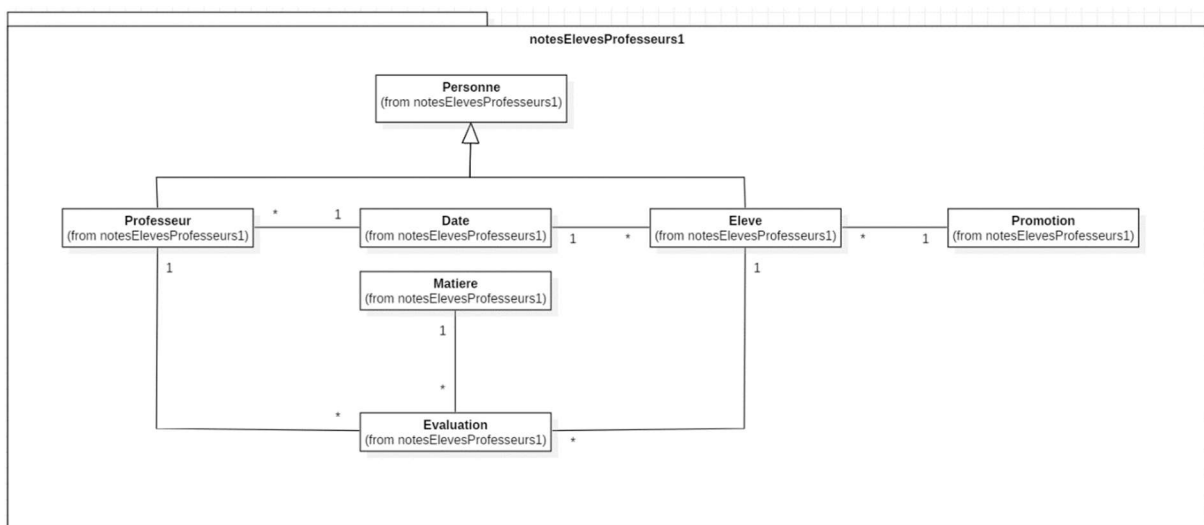 notesElevesProfesseurs1
Personne
(from notesElevesProfesseurs1)
Professeur
(from notesElevesProfesseurs1)
*
1
Date
(from notesElevesProfesseurs1)
1
*
Eleve
(from notesElevesProfesseurs1)
*
1
Promotion
(from notesElevesProfesseurs1)
1
1
Matiere
(from notesElevesProfesseurs1)
1
*
*
Evaluation
(from notesElevesProfesseurs1)
*